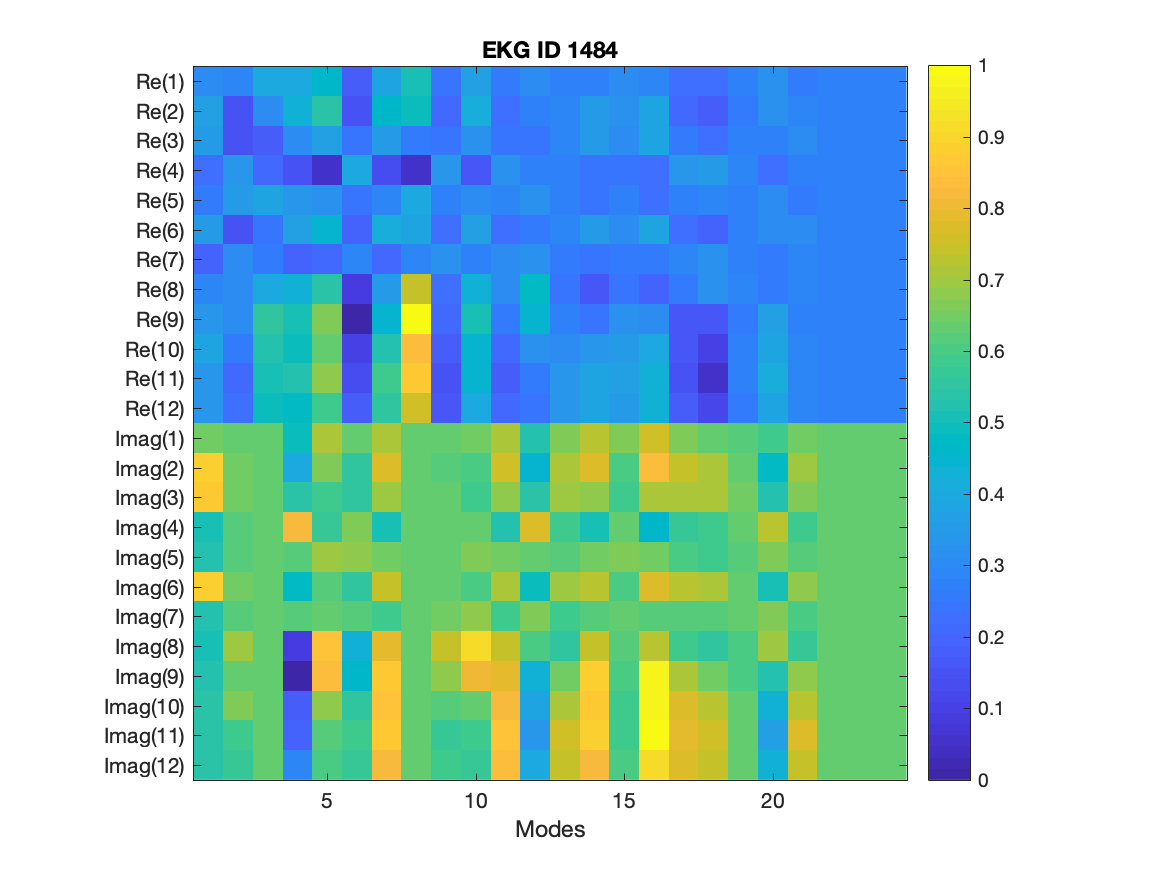 EKG ID 1484
Re(1)
Re(2)
Re(3)
Re(4)
Re(5)
Re(6)
Re(7)
Re(8)
Re(9)
Re(10)
Re(11)
Re(12)
Imag(1)
Imag(2)
Imag(3)
Imag(4)
Imag(5)
Imag(6)
Imag(7)
Imag(8)
Imag(9)
Imag(10)
Imag(11)
Imag(12)
5 10 15 20
Modes
1
0.9
0.8
0.7
0.6
0.5
0.4
0.3
0.2
0.1
0